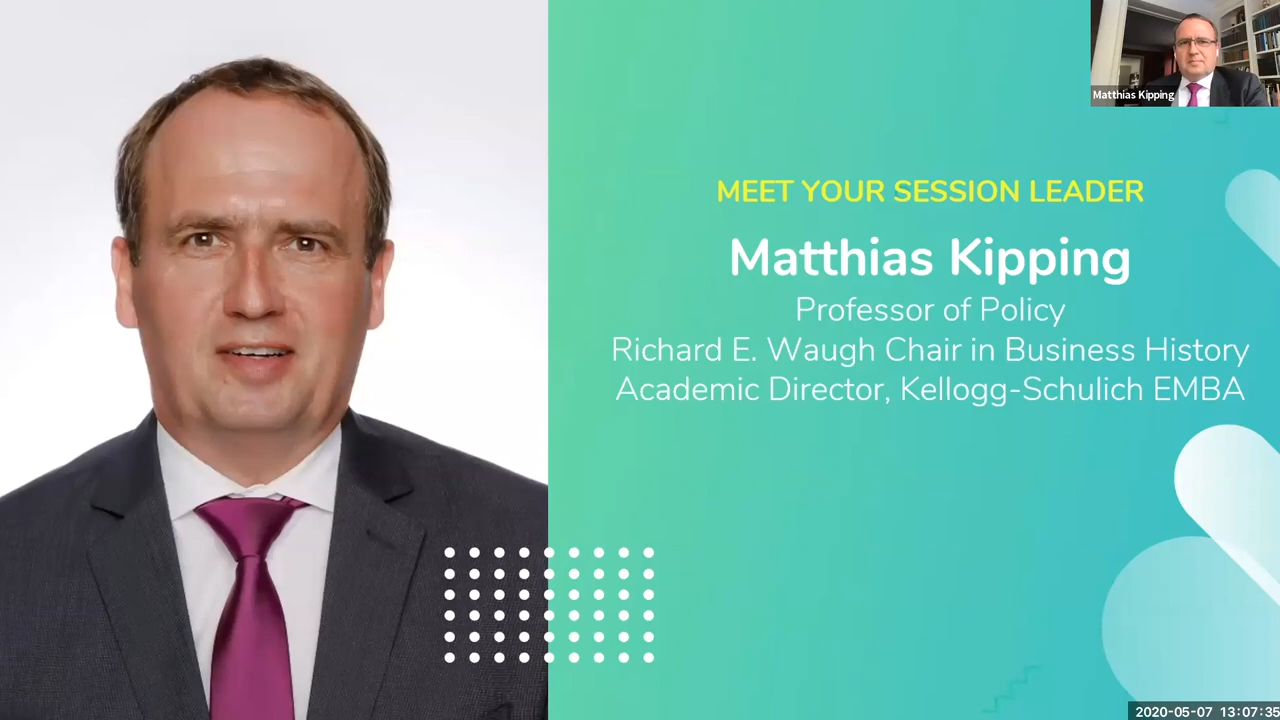 Matthias Kipping
MEET YOUR SESSION LEADER
Matthias Kipping
Professor of Policy
Richard E. Waugh Chair in Business History
Academic Director, Kellogg-Schulich EMBA
2020-05-07 13:07:35